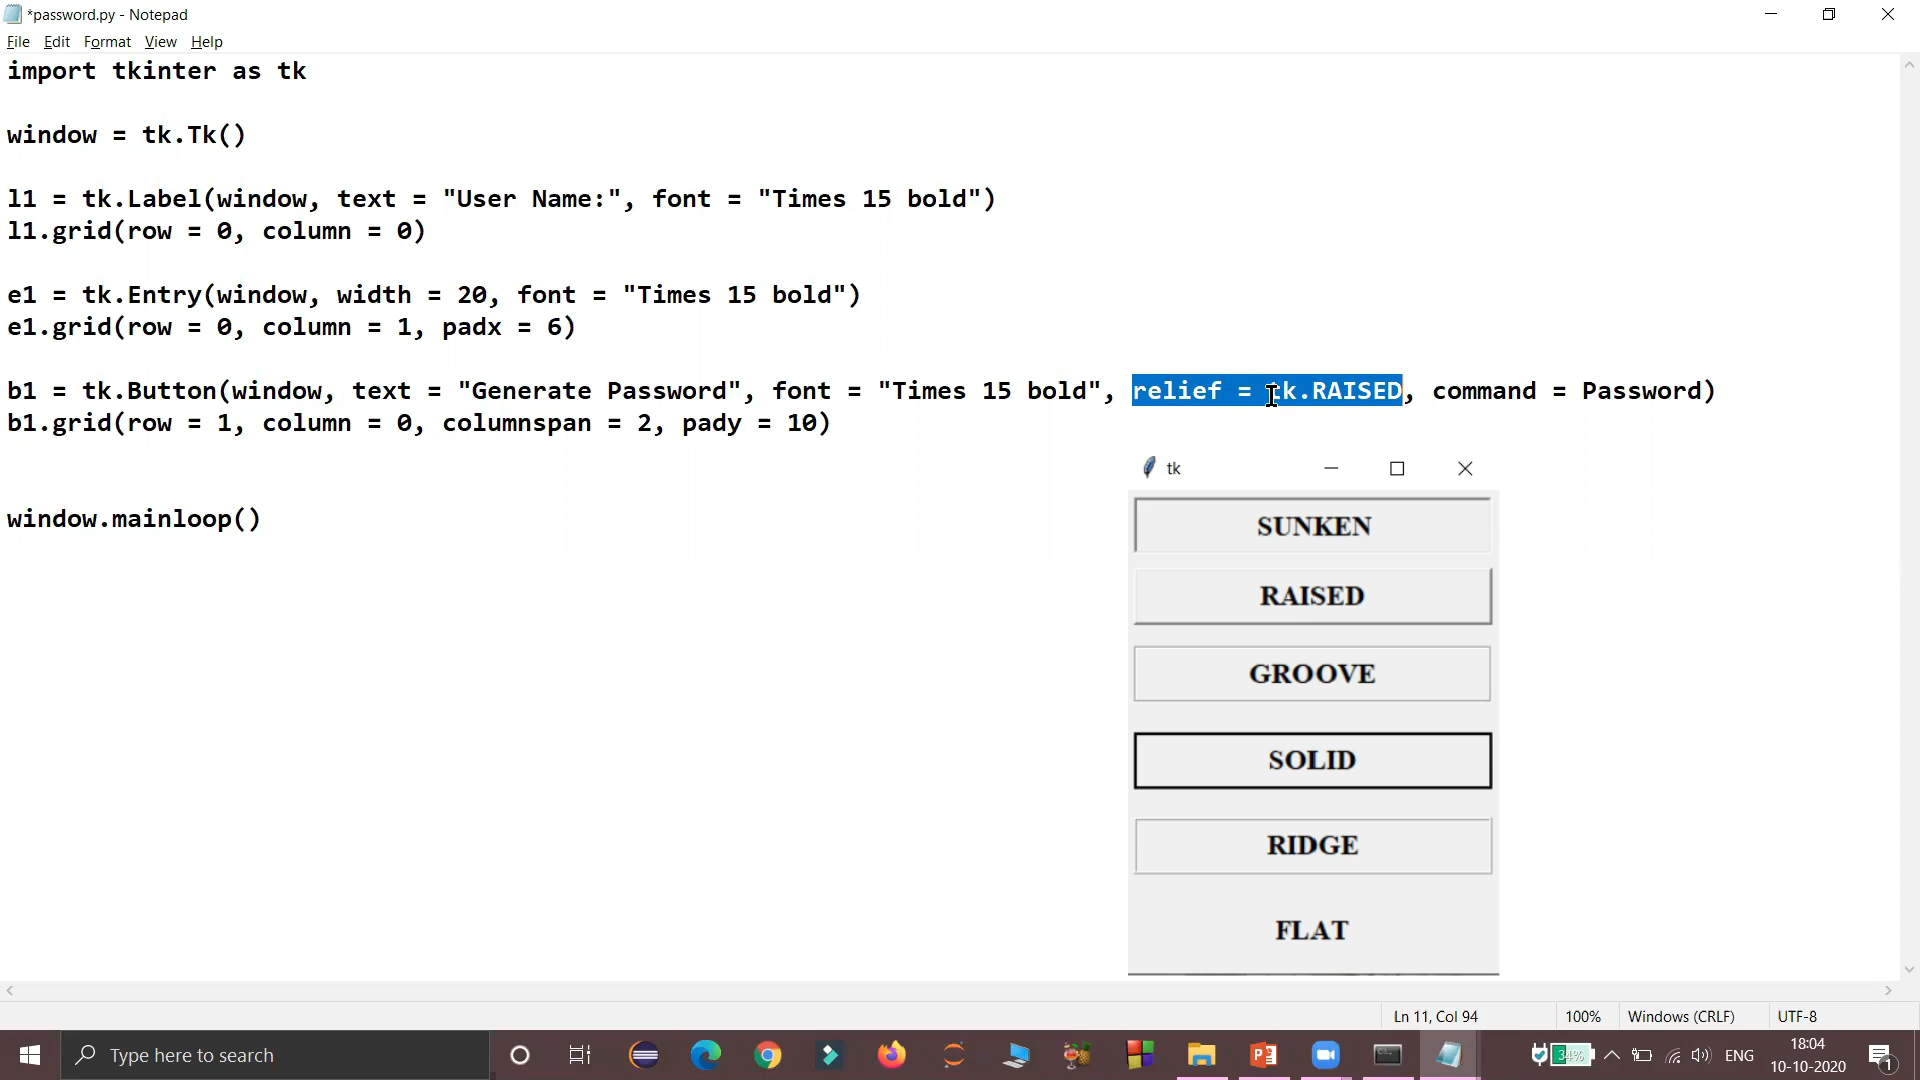 *password.py - Notepad
File Edit Format View Help
import tkinter as tk
window = tk.Tk()
l1 = tk.Label(window, text = "User Name:", font = "Times 15 bold")
l1.grid(row = 0, column = 0)
e1 = tk.Entry(window, width = 20, font = "Times 15 bold")
e1.grid(row = 0, column = 1, padx = 6)
b1 = tk.Button(window, text = "Generate Password", font = "Times 15 bold", relief = tk.RAISED, command = Password)
b1.grid(row = 1, column = 0, columnspan = 2, pady = 10)
window.mainloop()
tk
SUNKEN
RAISED
GROOVE
SOLID
RIDGE
FLAT
Ln 11, Col 94 100% Windows (CRLF) UTF-8
Type here to search
34% ENG
18:04
10-10-2020
1